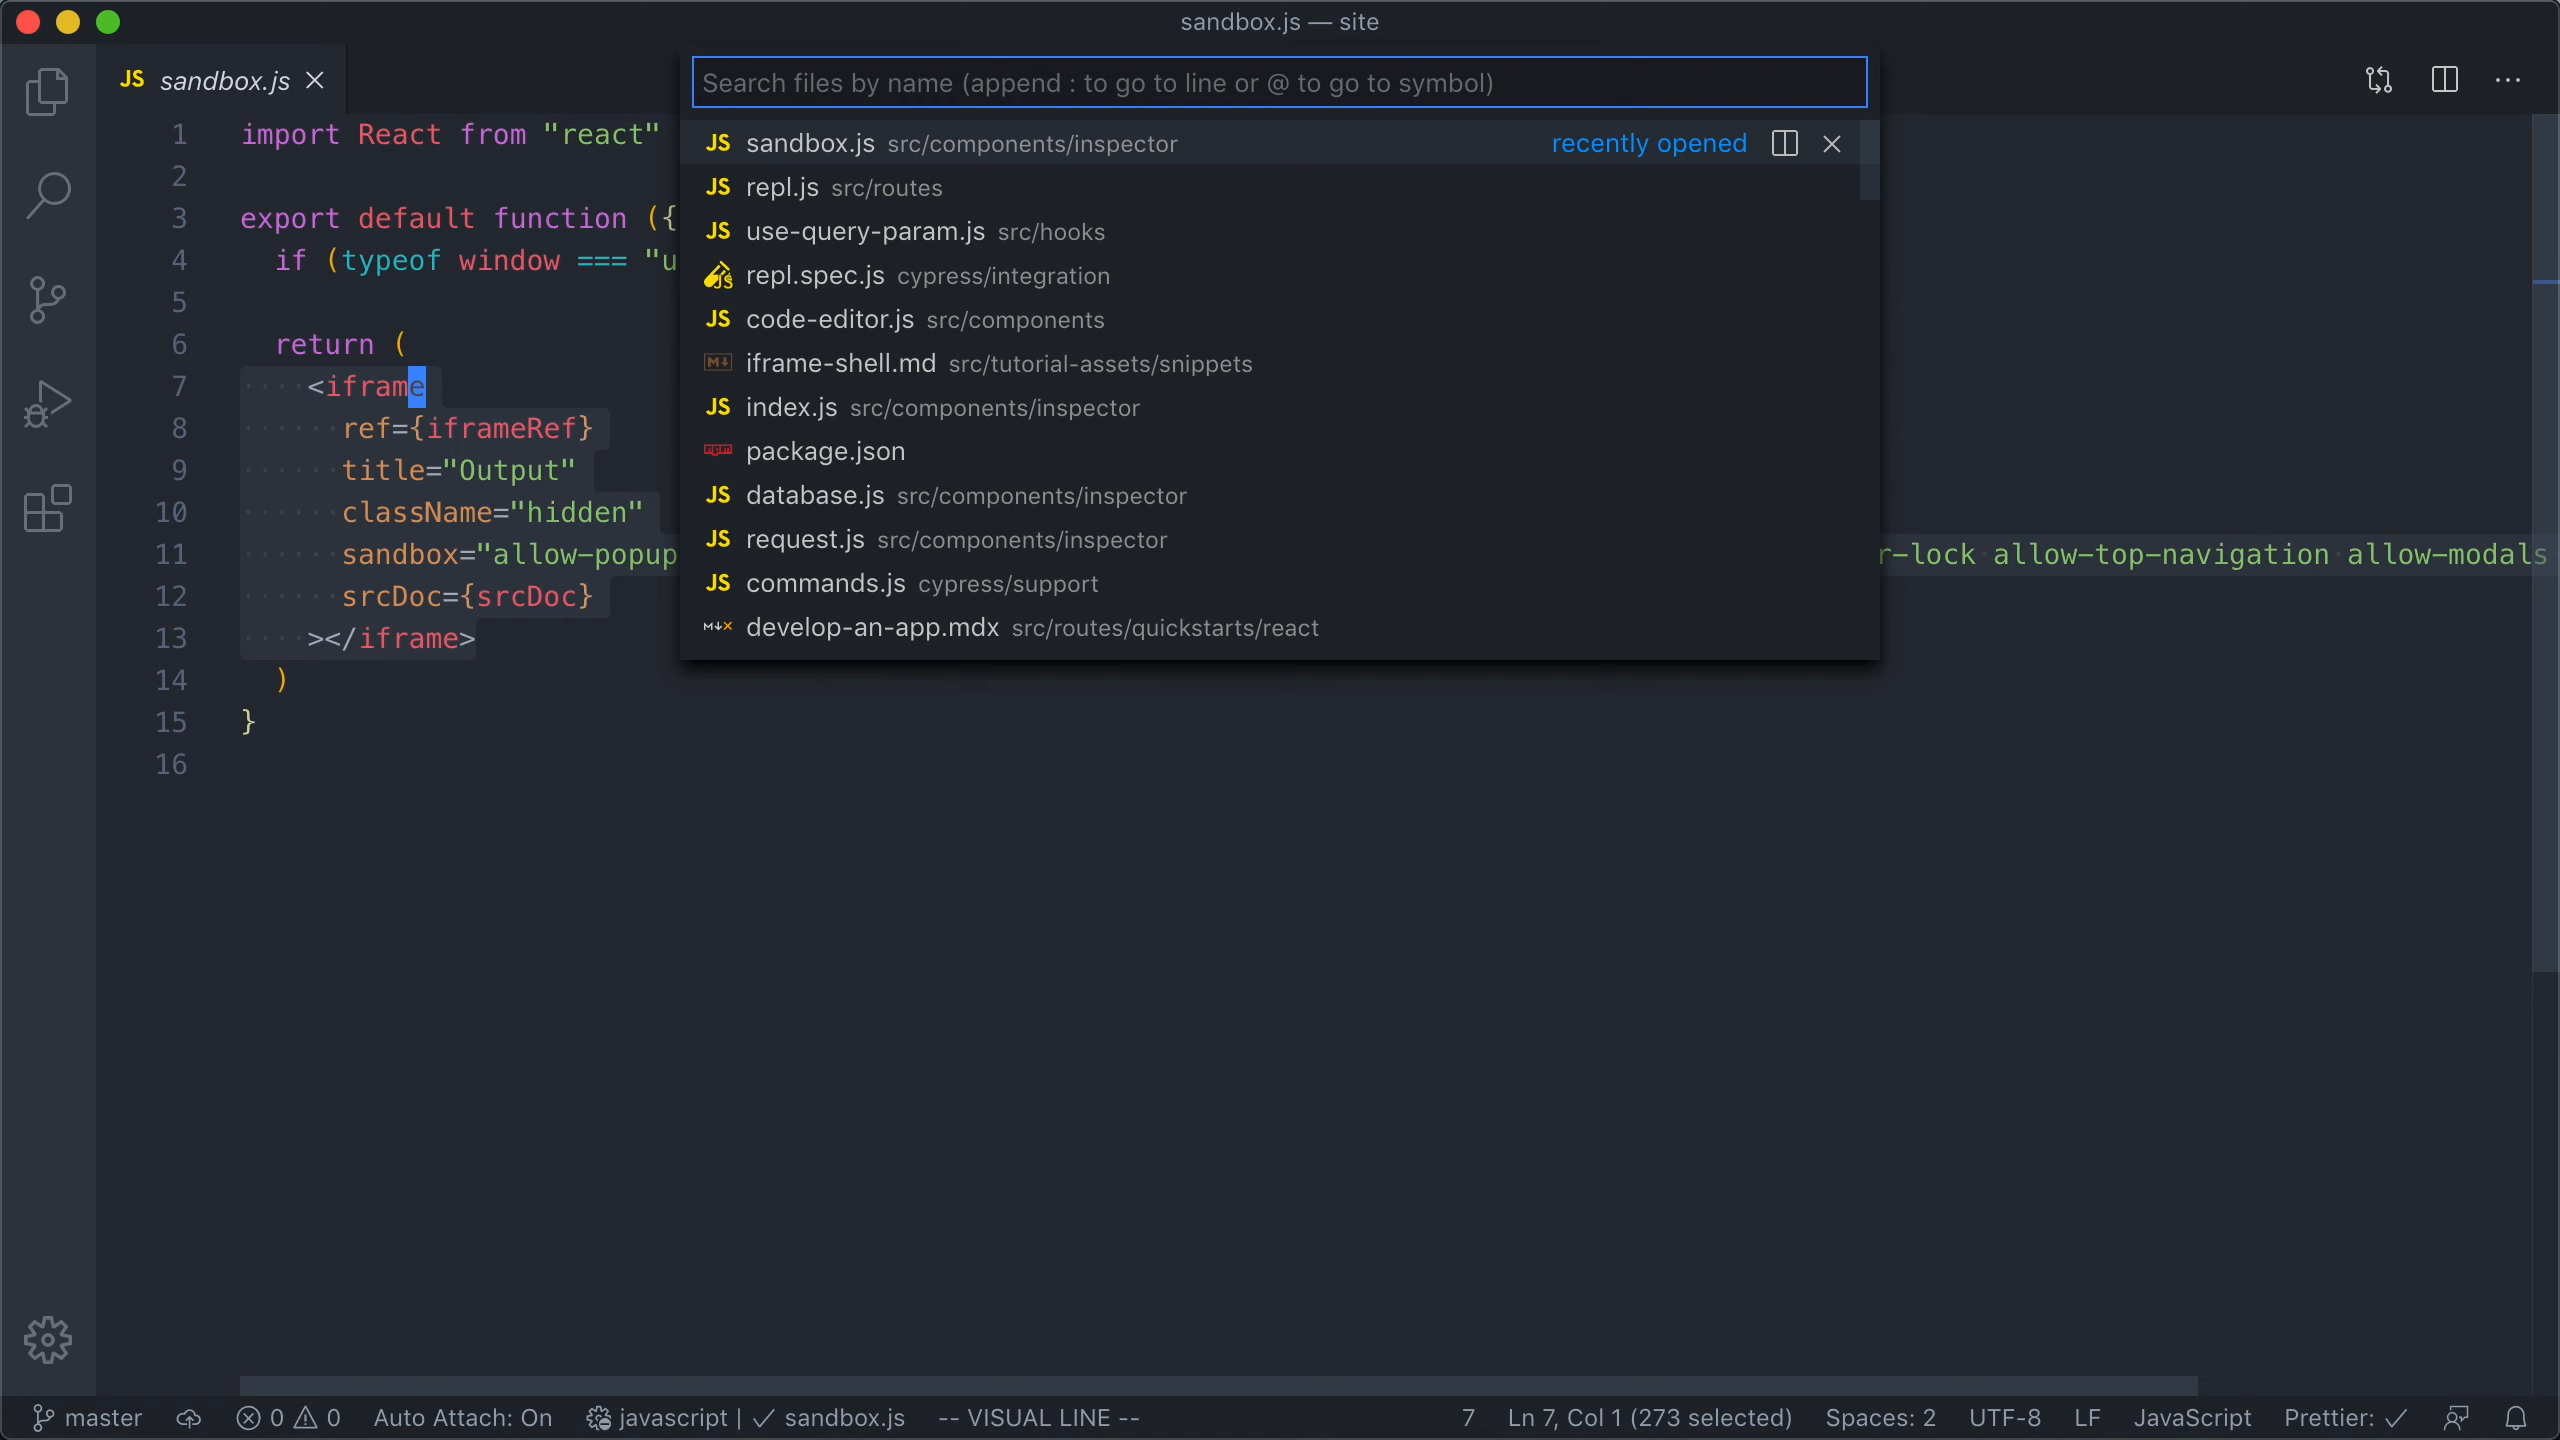 sandbox.js — site
JS sandbox.js
Search files by name (append : to go to line or @ to go to symbol)
JS sandbox.js src/components/inspector recently opened
JS repl.js src/routes
JS use-query-param.js src/hooks
JS repl.spec.js cypress/integration
JS code-editor.js src/components
M↓ iframe-shell.md src/tutorial-assets/snippets
JS index.js src/components/inspector
npm package.json
JS database.js src/components/inspector
JS request.js src/components/inspector
JS commands.js cypress/support
M↓× develop-an-app.mdx src/routes/quickstarts/react
1 import React from "react"
2
3 export default function ({
4 if (typeof window === "u
5
6 return (
7 <iframe
8 ref={iframeRef}
9 title="Output"
10 className="hidden"
11 sandbox="allow-popup r-lock allow-top-navigation allow-modals
12 srcDoc={srcDoc}
13 ></iframe>
14 )
15 }
16
master 0 0 Auto Attach: On javascript | ✓ sandbox.js -- VISUAL LINE -- 7 Ln 7, Col 1 (273 selected) Spaces: 2 UTF-8 LF JavaScript Prettier: ✓